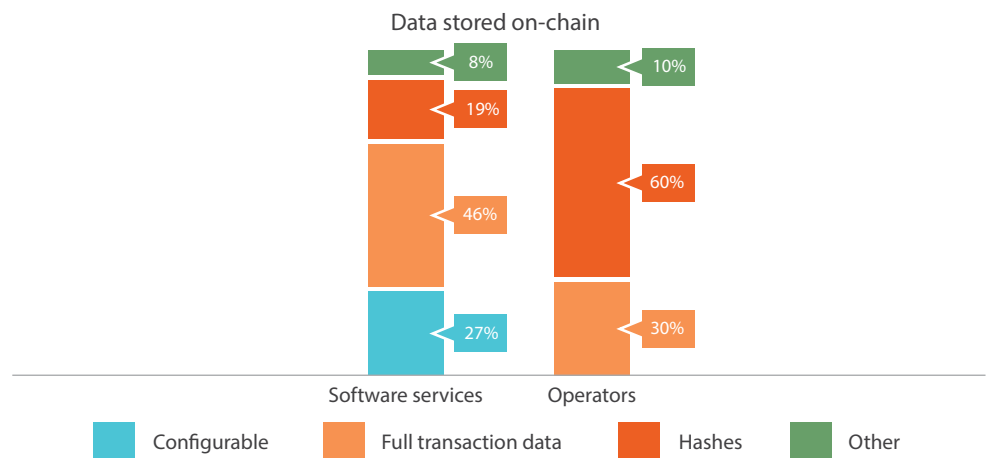 Data stored on-chain
8%
10%
19%
60%
46%
27%
30%
Software services
Operators
Configurable
Full transaction data
Hashes
Other